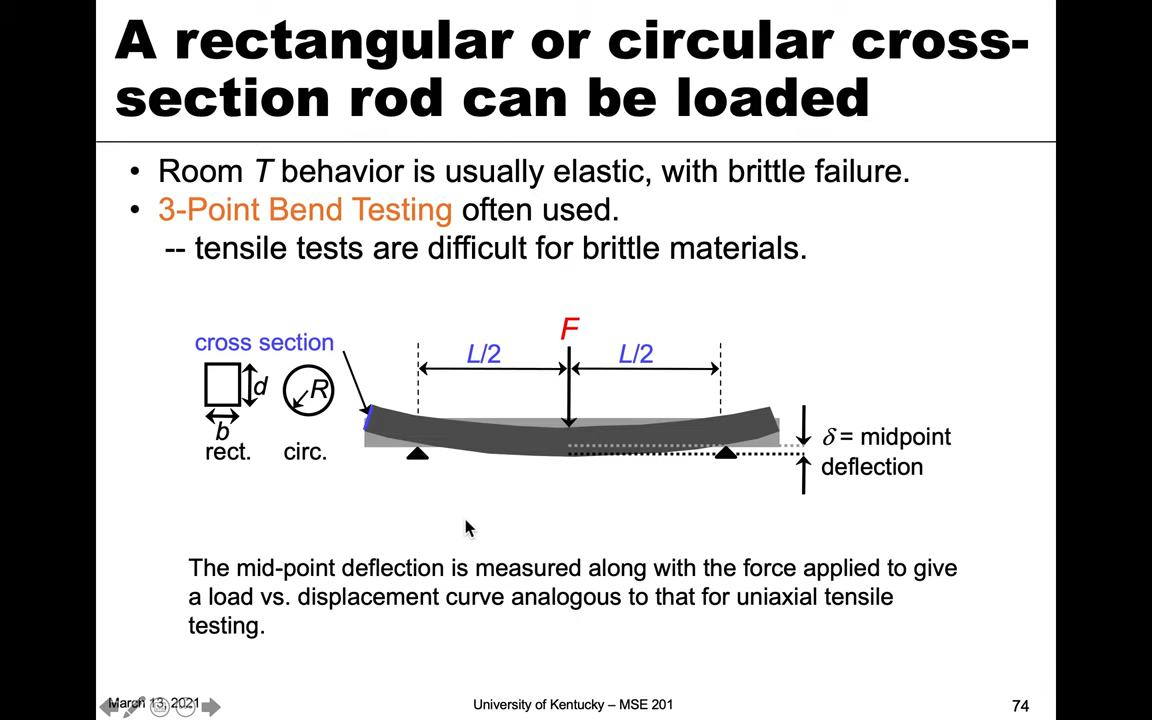 A rectangular or circular cross-
section rod can be loaded
• Room T behavior is usually elastic, with brittle failure.
• 3-Point Bend Testing often used.
-- tensile tests are difficult for brittle materials.
F
cross section
L/2
L/2
d
R
b
rect.
circ.
δ = midpoint
deflection
The mid-point deflection is measured along with the force applied to give
a load vs. displacement curve analogous to that for uniaxial tensile
testing.
March 13, 2021
University of Kentucky – MSE 201
74